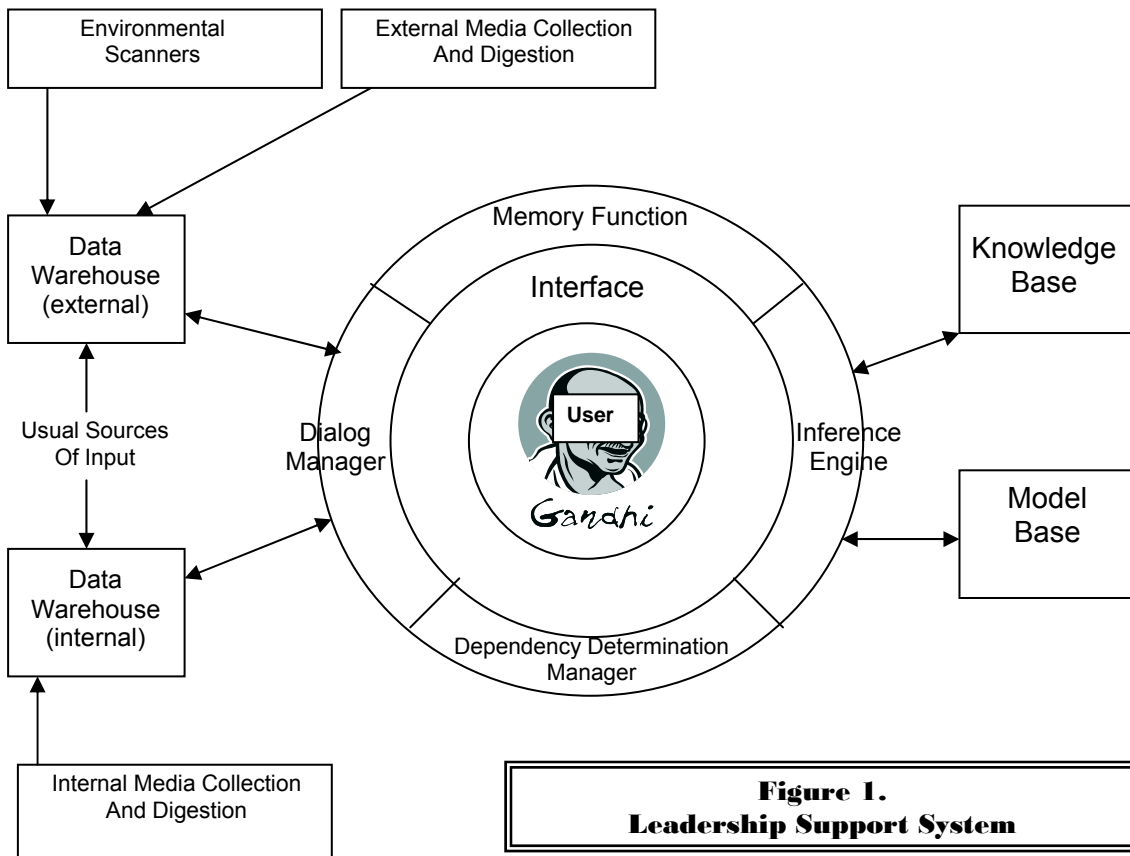 Environmental
Scanners
External Media Collection
And Digestion
Memory Function
Data
Warehouse
(external)
Knowledge
Base
Interface
User
Usual Sources
Of Input
Dialog
Manager
Inference
Engine
Gandhi
Model
Base
Data
Warehouse
(internal)
Dependency Determination
Manager
Internal Media Collection
And Digestion
Figure 1.
Leadership Support System